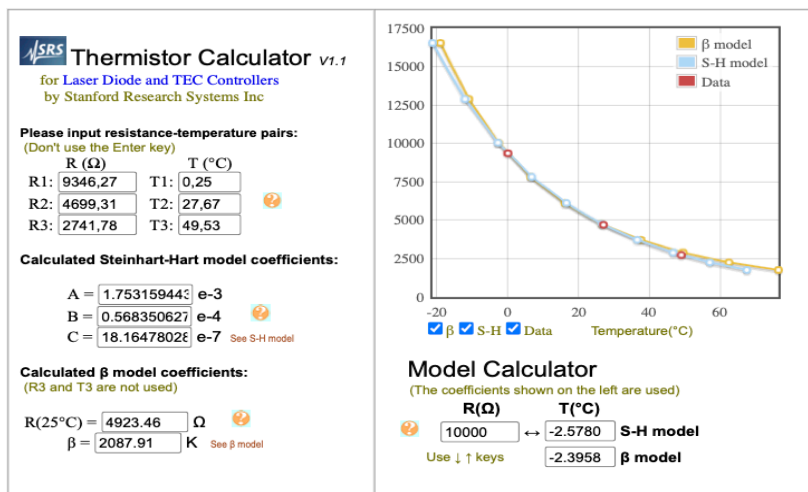 SRS Thermistor Calculator V1.1
for Laser Diode and TEC Controllers
by Stanford Research Systems Inc
Please input resistance-temperature pairs:
(Don't use the Enter key)
R (Ω) T (°C)
R1: 9346,27 T1: 0,25
R2: 4699,31 T2: 27,67 ?
R3: 2741,78 T3: 49,53
Calculated Steinhart-Hart model coefficients:
A = 1.753159443 e-3
B = 0.568350627 e-4 ?
C = 18.16478028 e-7 See S-H model
Calculated β model coefficients:
(R3 and T3 are not used)
R(25°C) = 4923.46 Ω ?
β = 2087.91 K See β model
17500
15000
12500
10000
7500
5000
2500
0
-20 0 20 40 60
β model
S-H model
Data
β S-H Data Temperature(°C)
Model Calculator
(The coefficients shown on the left are used)
R(Ω) T(°C)
? 10000 ↔ -2.5780 S-H model
Use ↓↑ keys -2.3958 β model